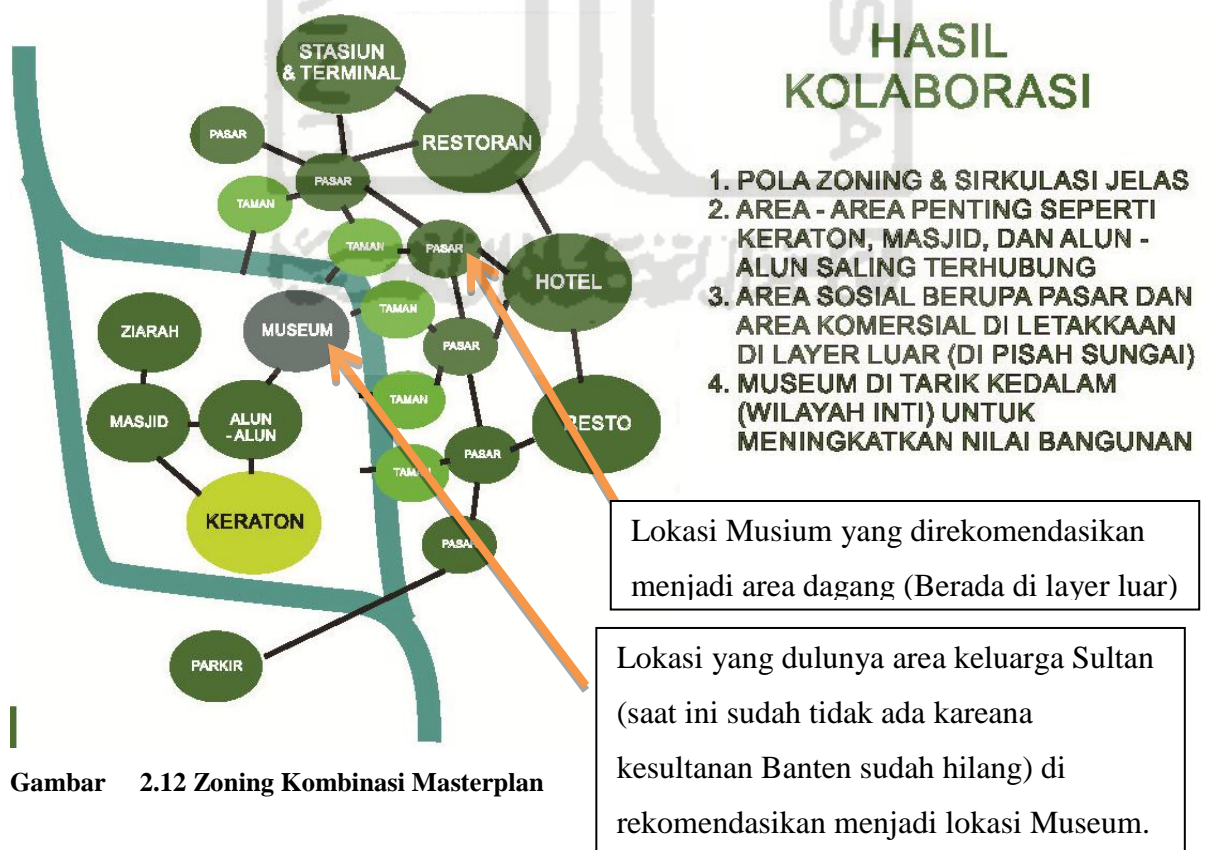 STASIUN
& TERMINAL
PASAR
RESTORAN
PASAR
TAMAN
TAMAN
PASAR
HOTEL
ZIARAH
MUSEUM
TAMAN
PASAR
MASJID
ALUN
- ALUN
TAMAN
RESTO
PASAR
TAMAN
KERATON
PASAR
PARKIR
HASIL
KOLABORASI
1. POLA ZONING & SIRKULASI JELAS
2. AREA - AREA PENTING SEPERTI
KERATON, MASJID, DAN ALUN -
ALUN SALING TERHUBUNG
3. AREA SOSIAL BERUPA PASAR DAN
AREA KOMERSIAL DI LETAKKAAN
DI LAYER LUAR (DI PISAH SUNGAI)
4. MUSEUM DI TARIK KEDALAM
(WILAYAH INTI) UNTUK
MENINGKATKAN NILAI BANGUNAN
Lokasi Musium yang direkomendasikan
menjadi area dagang (Berada di layer luar)
Lokasi yang dulunya area keluarga Sultan
(saat ini sudah tidak ada kareana
kesultanan Banten sudah hilang) di
rekomendasikan menjadi lokasi Museum.
Gambar 2.12 Zoning Kombinasi Masterplan